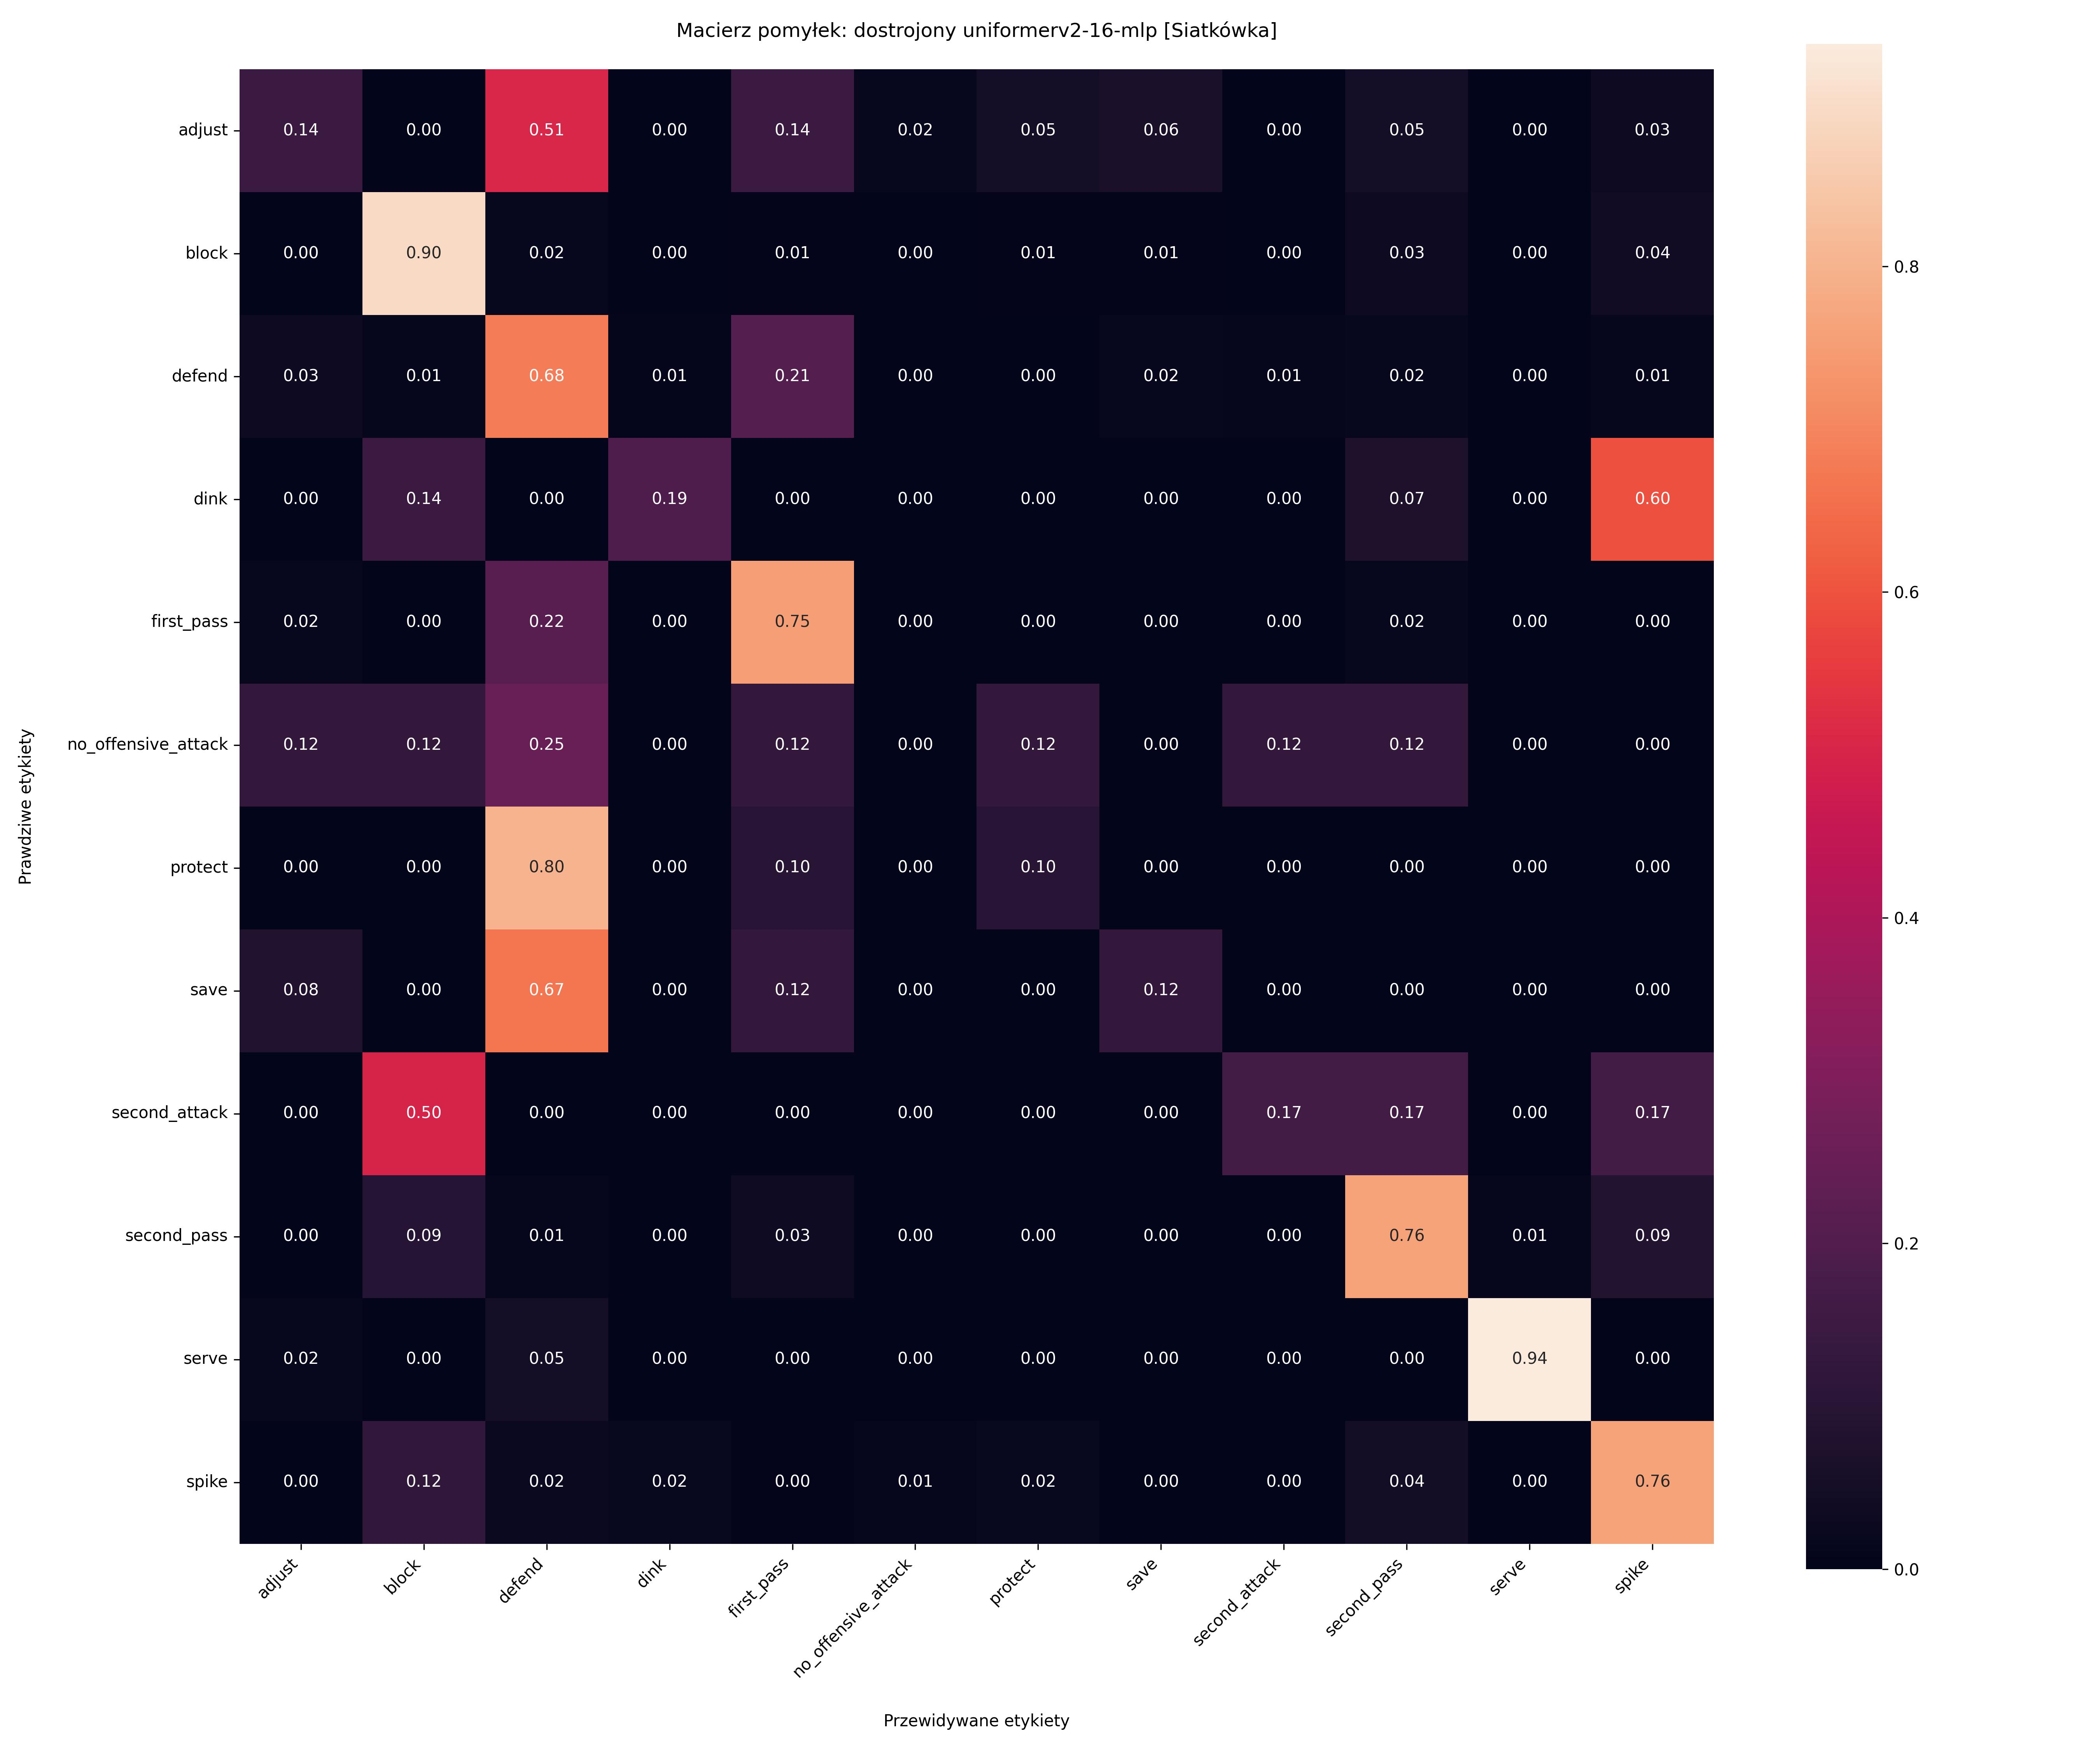 Macierz pomyłek: dostrojony uniformerv2-16-mlp [Siatkówka]
adjust 0.14 0.00 0.51 0.00 0.14 0.02 0.05 0.06 0.00 0.05 0.00 0.03
block 0.00 0.90 0.02 0.00 0.01 0.00 0.01 0.01 0.00 0.03 0.00 0.04
defend 0.03 0.01 0.68 0.01 0.21 0.00 0.00 0.02 0.01 0.02 0.00 0.01
dink 0.00 0.14 0.00 0.19 0.00 0.00 0.00 0.00 0.00 0.07 0.00 0.60
first_pass 0.02 0.00 0.22 0.00 0.75 0.00 0.00 0.00 0.00 0.02 0.00 0.00
no_offensive_attack 0.12 0.12 0.25 0.00 0.12 0.00 0.12 0.00 0.12 0.12 0.00 0.00
protect 0.00 0.00 0.80 0.00 0.10 0.00 0.10 0.00 0.00 0.00 0.00 0.00
save 0.08 0.00 0.67 0.00 0.12 0.00 0.00 0.12 0.00 0.00 0.00 0.00
second_attack 0.00 0.50 0.00 0.00 0.00 0.00 0.00 0.00 0.17 0.17 0.00 0.17
second_pass 0.00 0.09 0.01 0.00 0.03 0.00 0.00 0.00 0.00 0.76 0.01 0.09
serve 0.02 0.00 0.05 0.00 0.00 0.00 0.00 0.00 0.00 0.00 0.94 0.00
spike 0.00 0.12 0.02 0.02 0.00 0.01 0.02 0.00 0.00 0.04 0.00 0.76
adjust block defend dink first_pass no_offensive_attack protect save second_attack second_pass serve spike
Prawdziwe etykiety
Przewidywane etykiety
0.8
0.6
0.4
0.2
0.0